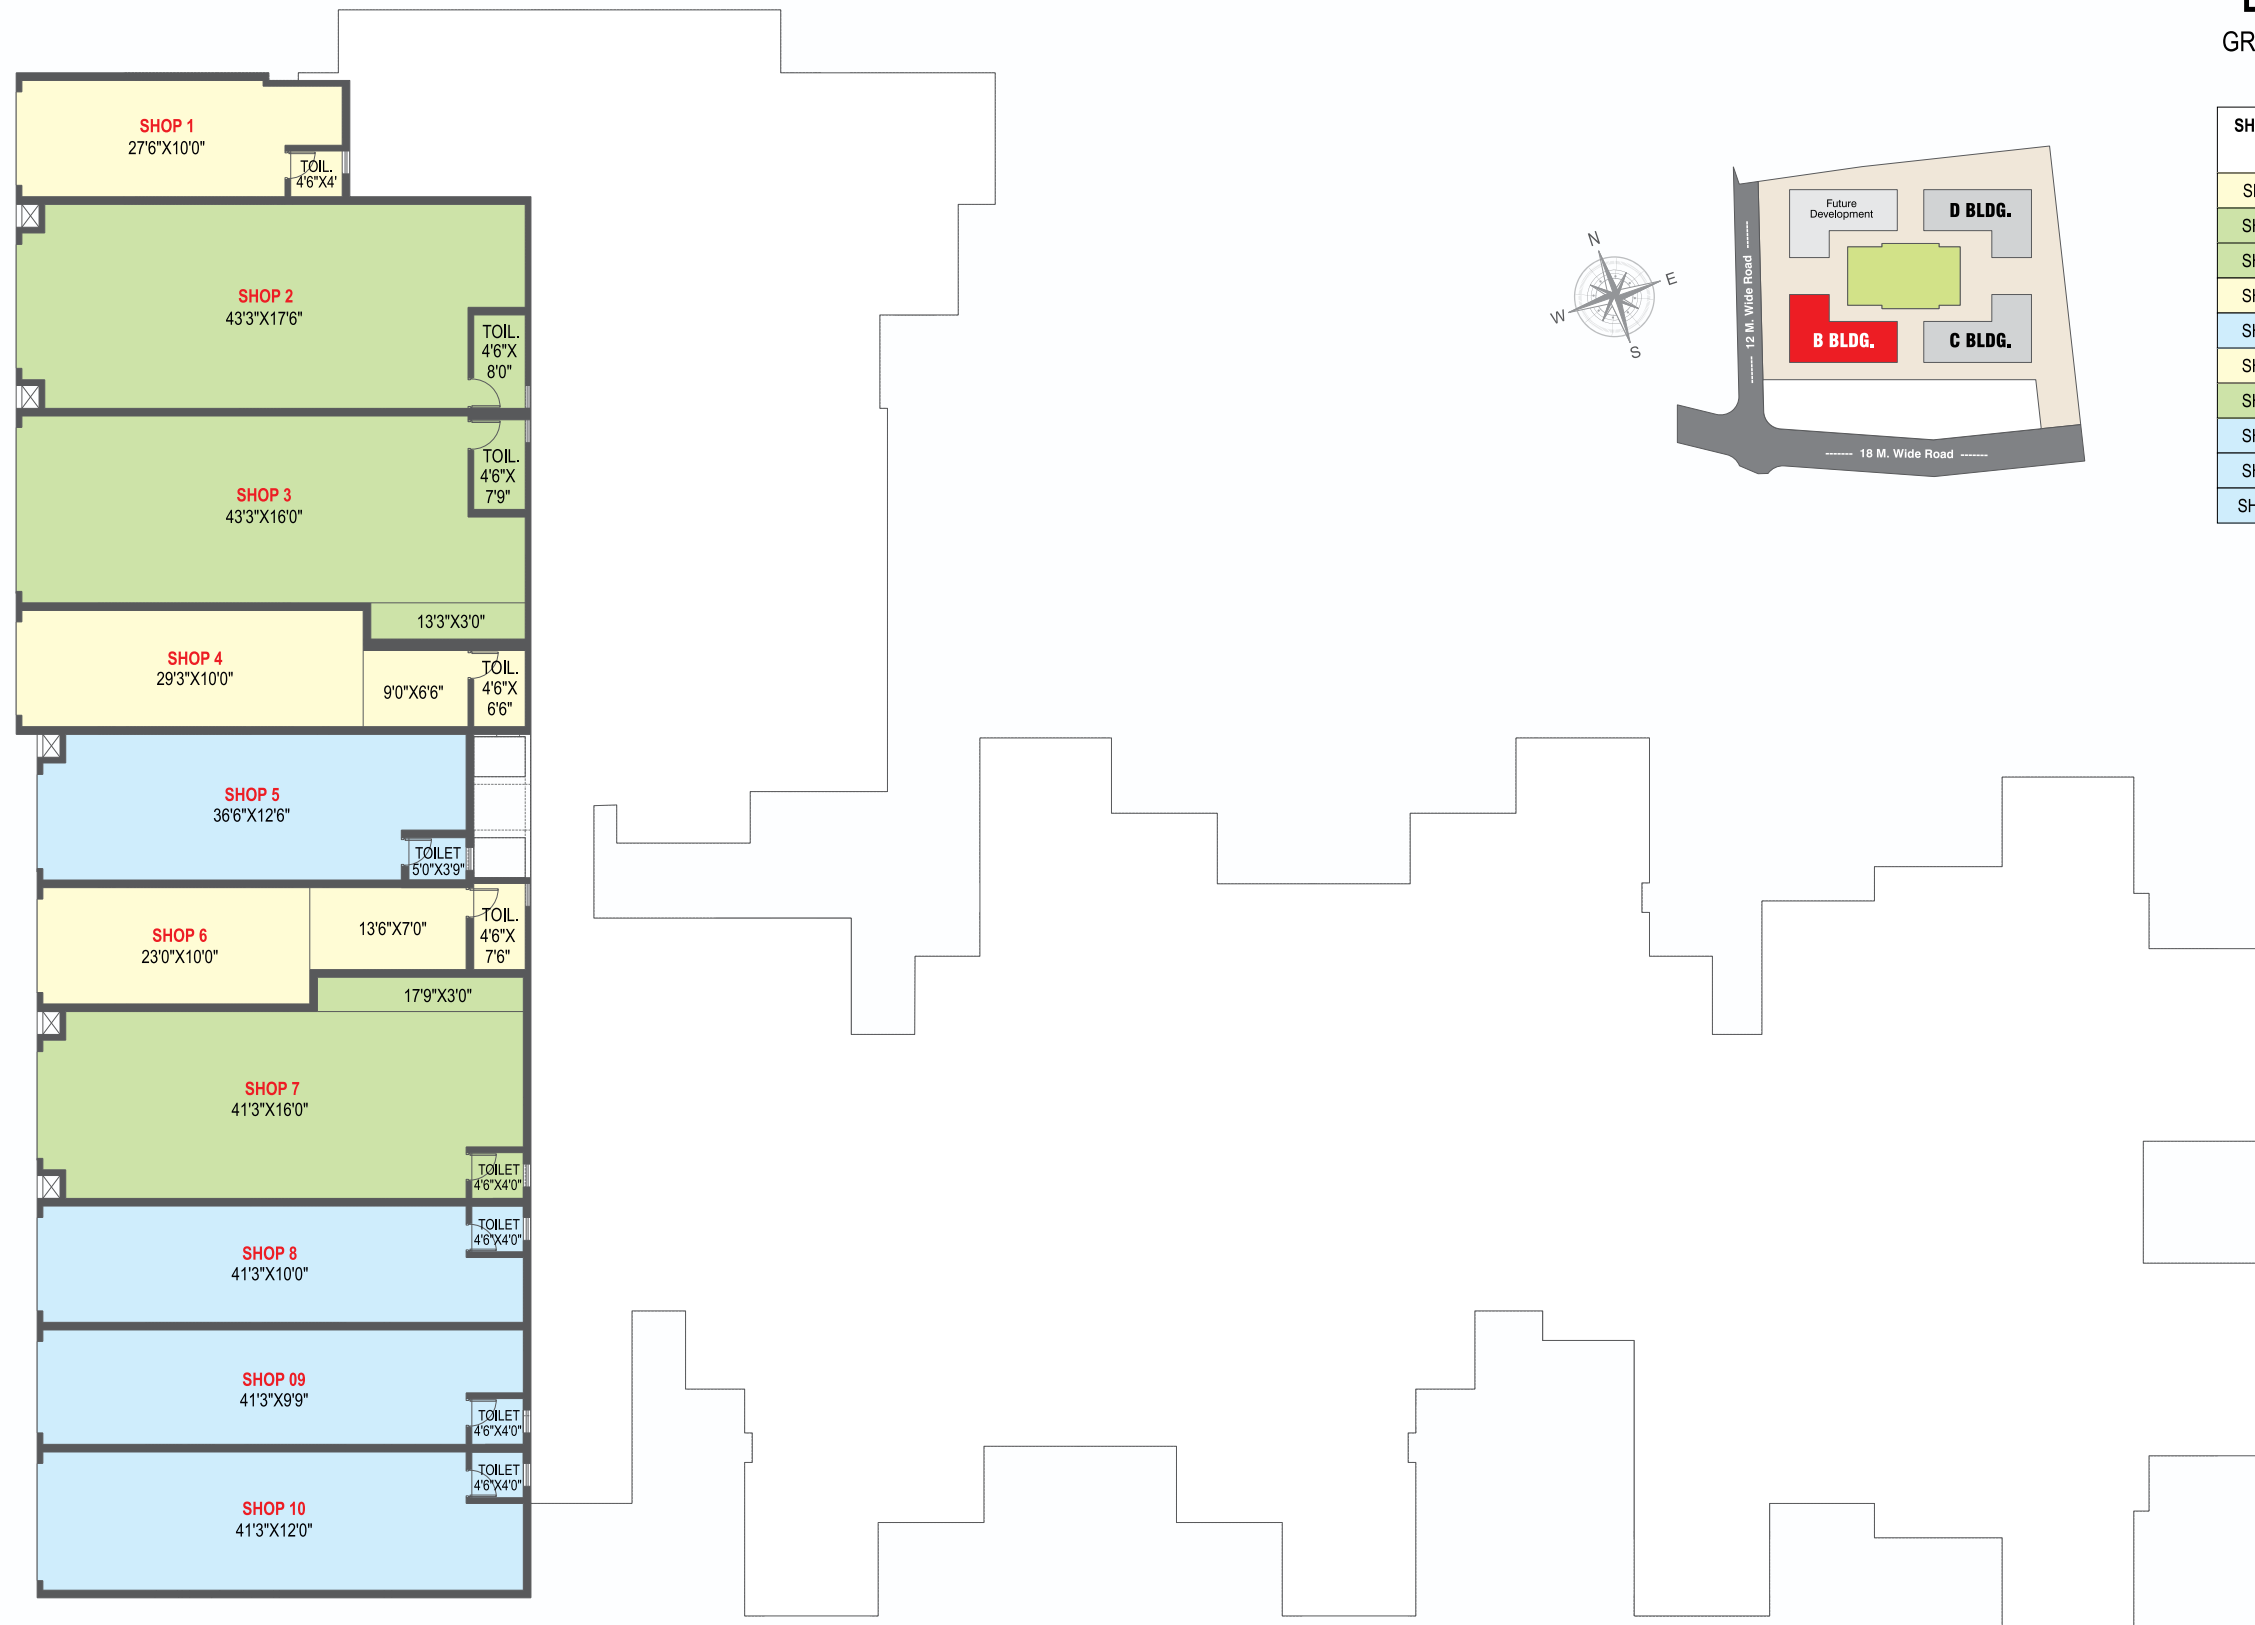 GR
SHOP 1
27'6"X10'0"
TOIL.
4'6"X4'
SHOP 2
43'3"X17'6"
TOIL.
4'6"X
8'0"
TOIL.
4'6"X
7'9"
SHOP 3
43'3"X16'0"
13'3"X3'0"
SHOP 4
29'3"X10'0"
9'0"X6'6"
TOIL.
4'6"X
6'6"
SHOP 5
36'6"X12'6"
TOILET
5'0"X3'9"
SHOP 6
23'0"X10'0"
13'6"X7'0"
TOIL.
4'6"X
7'6"
17'9"X3'0"
SHOP 7
41'3"X16'0"
TOILET
4'6"X4'0"
TOILET
4'6"X4'0"
SHOP 8
41'3"X10'0"
SHOP 09
41'3"X9'9"
TOILET
4'6"X4'0"
TOILET
4'6"X4'0"
SHOP 10
41'3"X12'0"
N
E
W
S
Future
Development
D BLDG.
B BLDG.
C BLDG.
------- 12 M. Wide Road -------
------- 18 M. Wide Road -------
SH